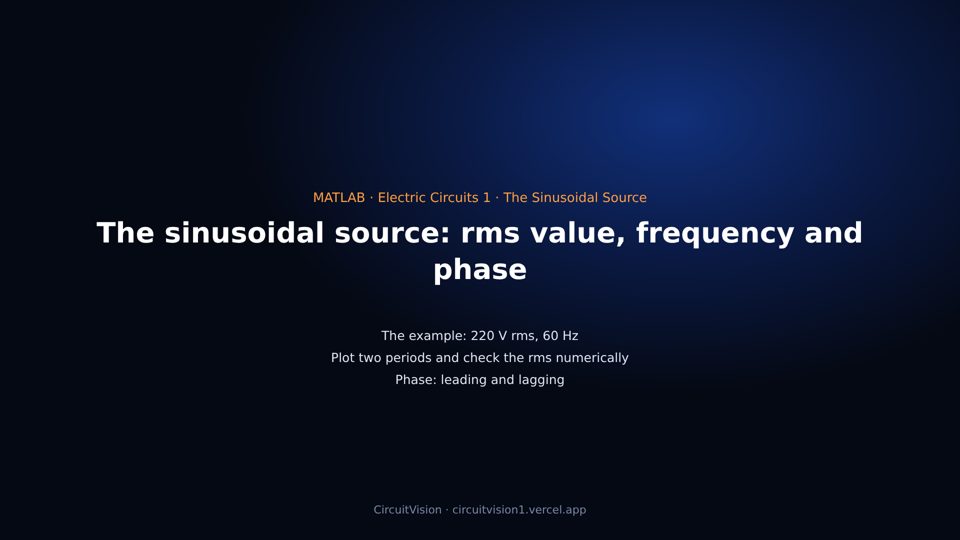 MATLAB · Electric Circuits 1 · The Sinusoidal Source
The sinusoidal source: rms value, frequency and
phase
The example: 220 V rms, 60 Hz
Plot two periods and check the rms numerically
Phase: leading and lagging
CircuitVision · circuitvision1.vercel.app